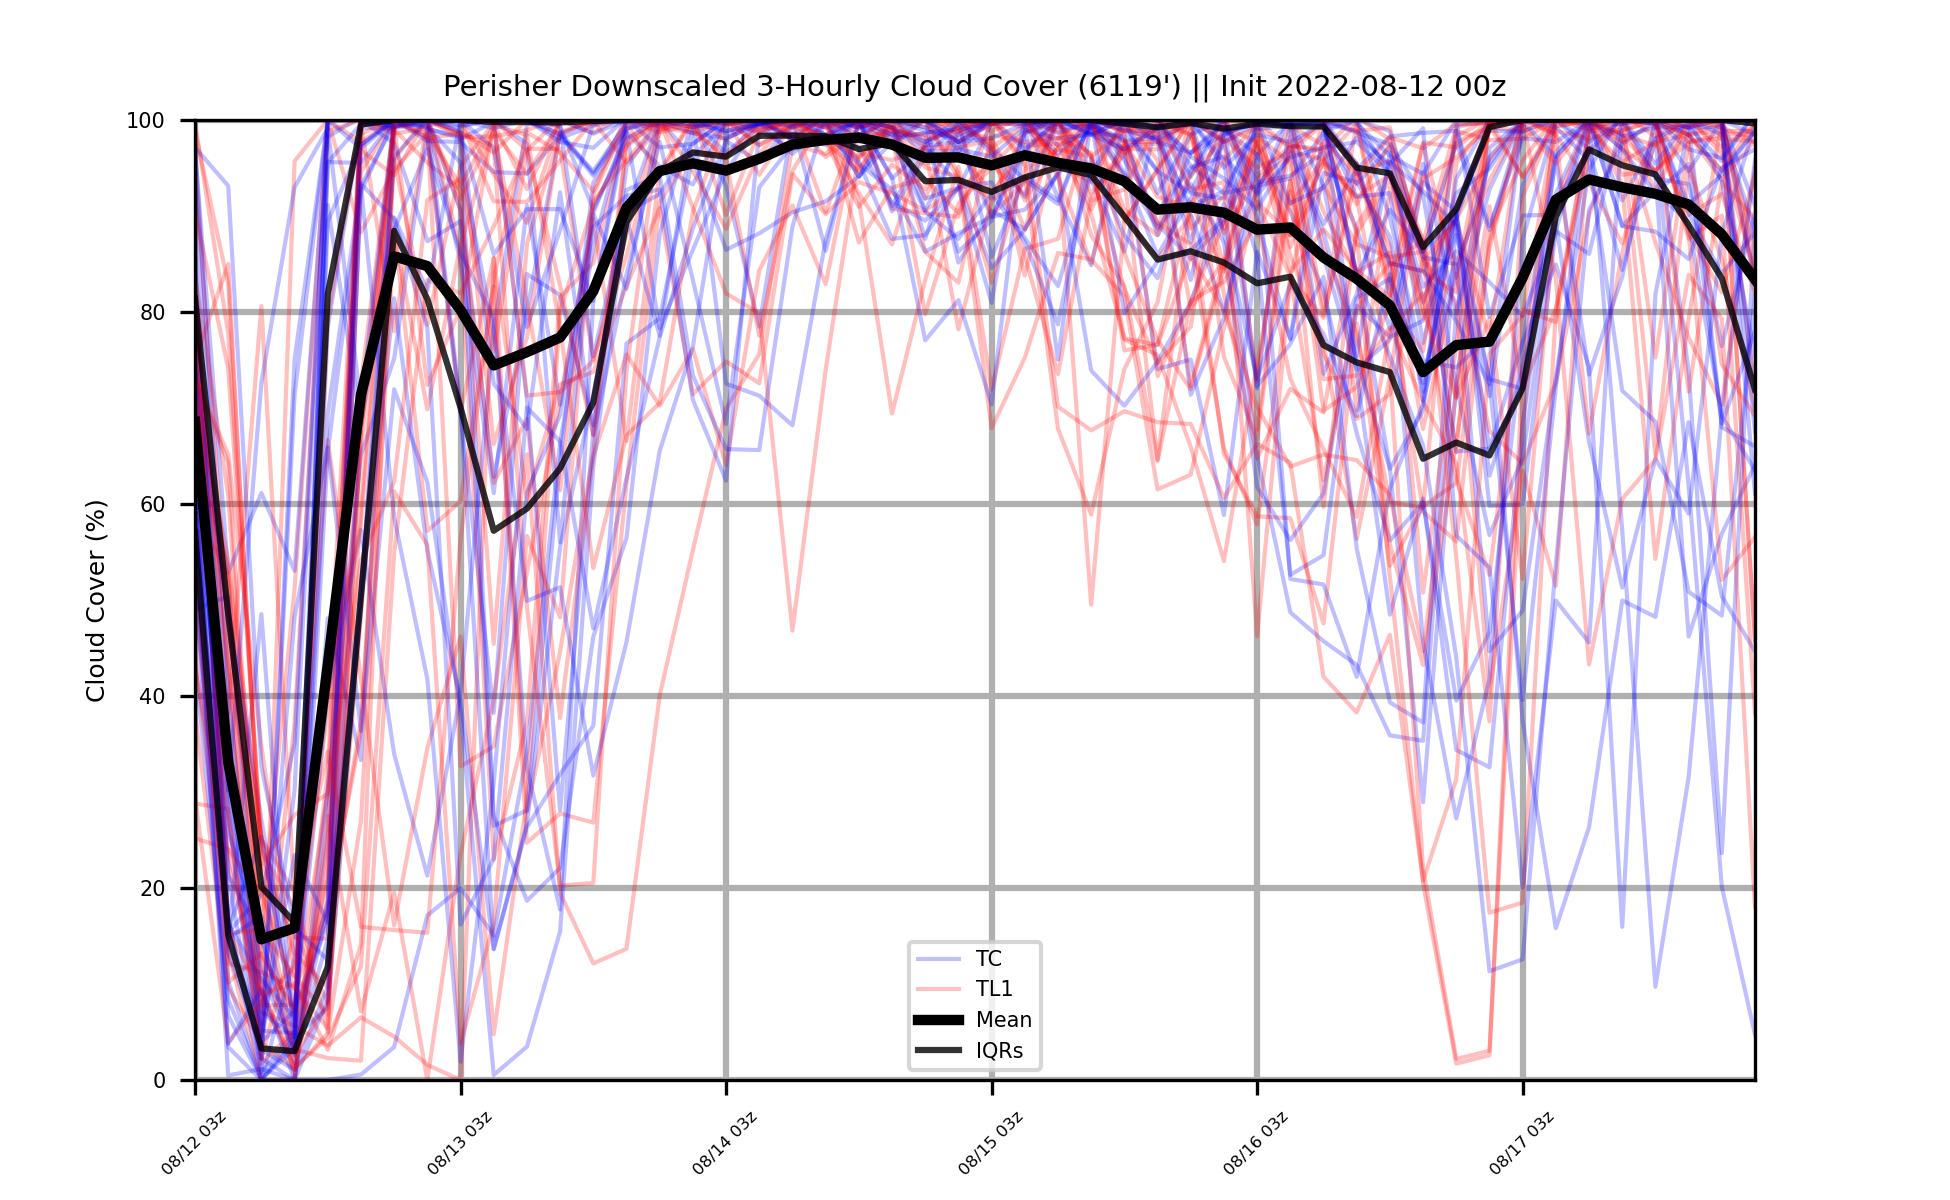 Perisher Downscaled 3-Hourly Cloud Cover (6119') || Init 2022-08-12 00z
100
80
60
40
20
0
Cloud Cover (%)
TC
TL1
Mean
IQRs
08/12 03z
08/13 03z
08/14 03z
08/15 03z
08/16 03z
08/17 03z